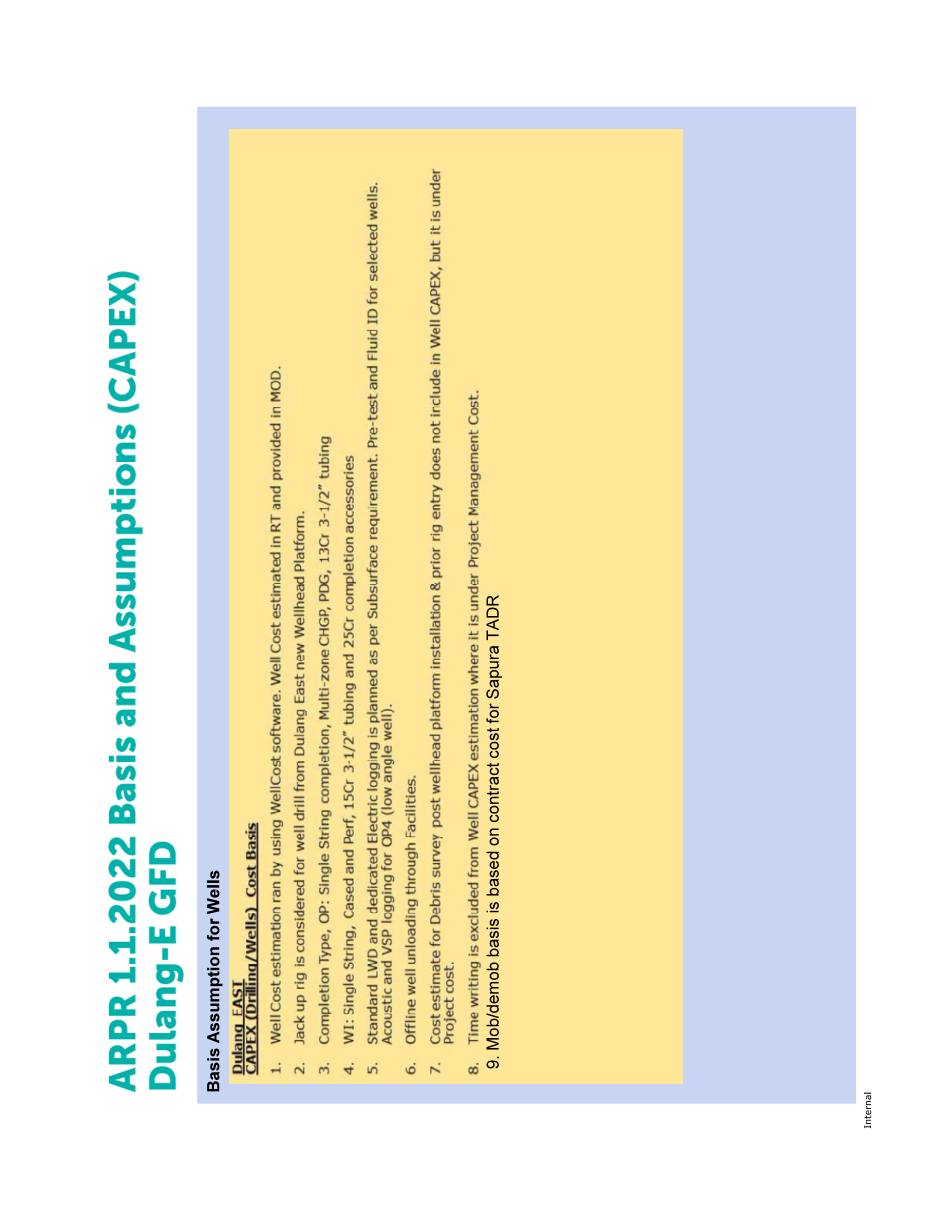 ARPR 1.1.2022 Basis and Assumptions (CAPEX)
Dulang-E GFD
Basis Assumption for Wells
Dulang EAST
CAPEX (Drilling/Wells) Cost Basis
1. Well Cost estimation ran by using WellCost software. Well Cost estimated in RT and provided in MOD.
2. Jack up rig is considered for well drill from Dulang East new Wellhead Platform.
3. Completion Type, OP: Single String completion, Multi-zone CHGP, PDG, 13Cr 3-1/2” tubing
4. WI: Single String, Cased and Perf, 15Cr 3-1/2” tubing and 25Cr completion accessories
5. Standard LWD and dedicated Electric logging is planned as per Subsurface requirement. Pre-test and Fluid ID for selected wells.
Acoustic and VSP logging for OP4 (low angle well).
6. Offline well unloading through Facilities.
7. Cost estimate for Debris survey post wellhead platform installation & prior rig entry does not include in Well CAPEX, but it is under
Project cost.
8. Time writing is excluded from Well CAPEX estimation where it is under Project Management Cost.
9. Mob/demob basis is based on contract cost for Sapura TADR
Internal